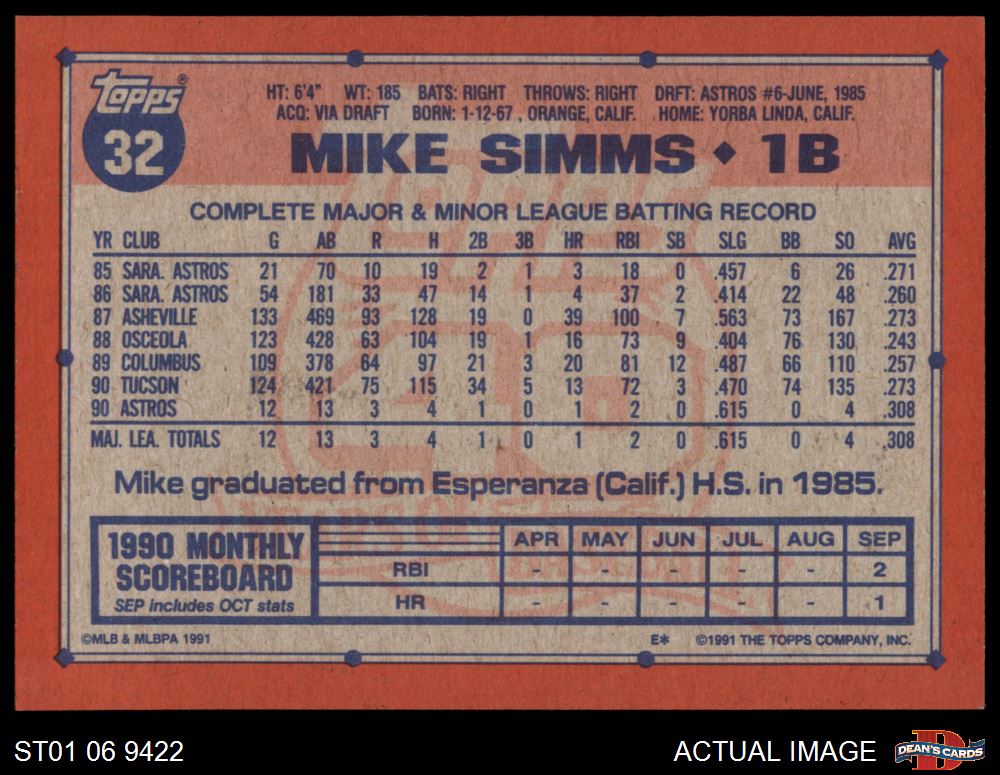 topps®
32
HT: 6'4" WT: 185 BATS: RIGHT THROWS: RIGHT DRFT: ASTROS #6-JUNE, 1985
ACQ: VIA DRAFT BORN: 1-12-67 , ORANGE, CALIF. HOME: YORBA LINDA, CALIF.
MIKE SIMMS ♦ 1B
COMPLETE MAJOR & MINOR LEAGUE BATTING RECORD
YR CLUB G AB R H 2B 3B HR RBI SB SLG BB SO AVG
85 SARA. ASTROS 21 70 10 19 2 1 3 18 0 .457 6 26 .271
86 SARA. ASTROS 54 181 33 47 14 1 4 37 2 .414 22 48 .260
87 ASHEVILLE 133 469 93 128 19 0 39 100 7 .563 73 167 .273
88 OSCEOLA 123 428 63 104 19 1 16 73 9 .404 76 130 .243
89 COLUMBUS 109 378 64 97 21 3 20 81 12 .487 66 110 .257
90 TUCSON 124 421 75 115 34 5 13 72 3 .470 74 135 .273
90 ASTROS 12 13 3 4 1 0 1 2 0 .615 0 4 .308
MAJ. LEA. TOTALS 12 13 3 4 1 0 1 2 0 .615 0 4 .308
Mike graduated from Esperanza (Calif.) H.S. in 1985.
1990 MONTHLY SCOREBOARD
SEP includes OCT stats
APR MAY JUN JUL AUG SEP
RBI - - - - - 2
HR - - - - - 1
©MLB & MLBPA 1991 E* ©1991 THE TOPPS COMPANY, INC.
ST01 06 9422 ACTUAL IMAGE DEAN'S CARDS